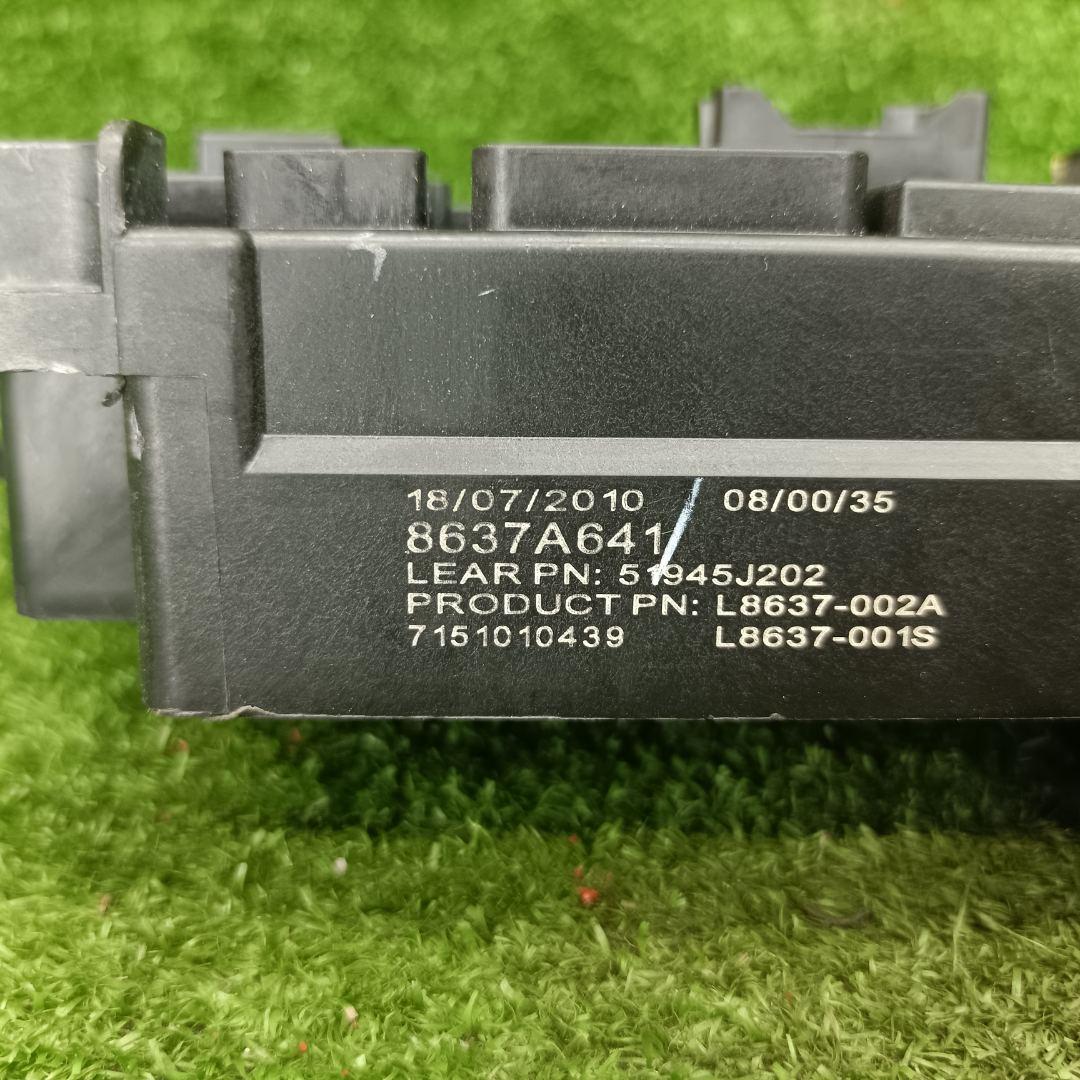 18/07/2010 08/00/35
8637A641
LEAR PN: 51945J202
PRODUCT PN: L8637-002A
7151010439 L8637-001S